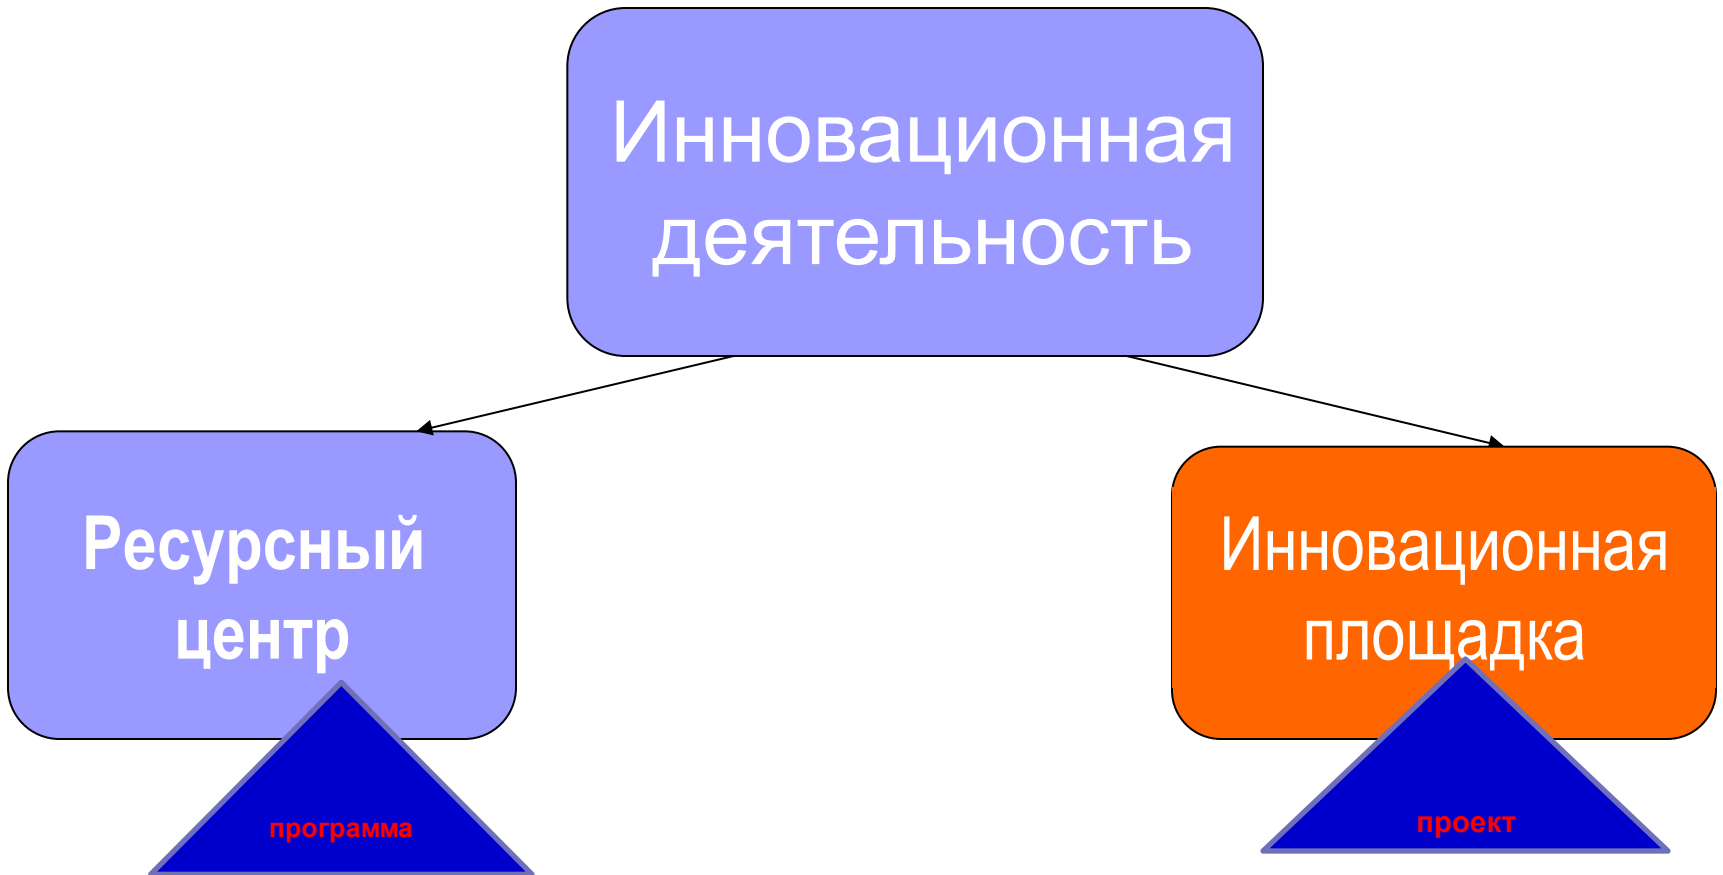 Инновационная
деятельность
Ресурсный
центр
Инновационная
площадка
программа
проект